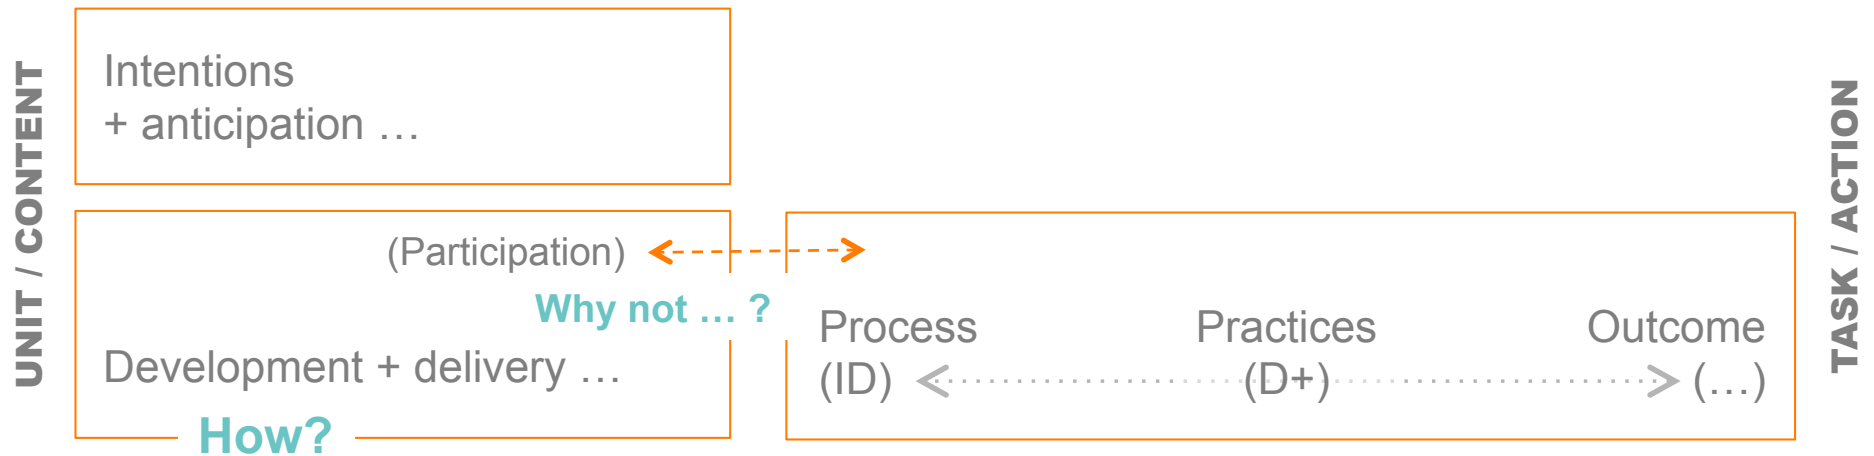 UNIT / CONTENT
Intentions
+ anticipation …
(Participation)
Why not … ?
Development + delivery …
How?
Process Practices Outcome
(ID) (D+) (…)
TASK / ACTION